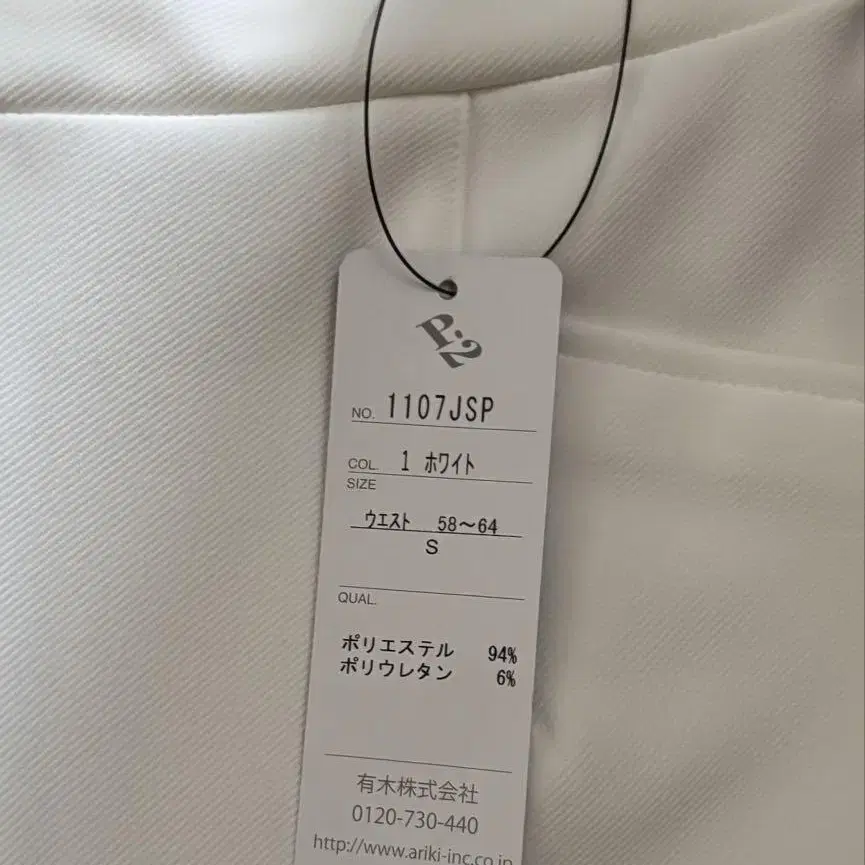 P.2
NO. 1107JSP
COL. 1 ホワイト
SIZE
ウエスト 58～64
S
QUAL.
ポリエステル 94%
ポリウレタン 6%
有木株式会社
0120-730-440
http://www.ariki-inc.co.jp